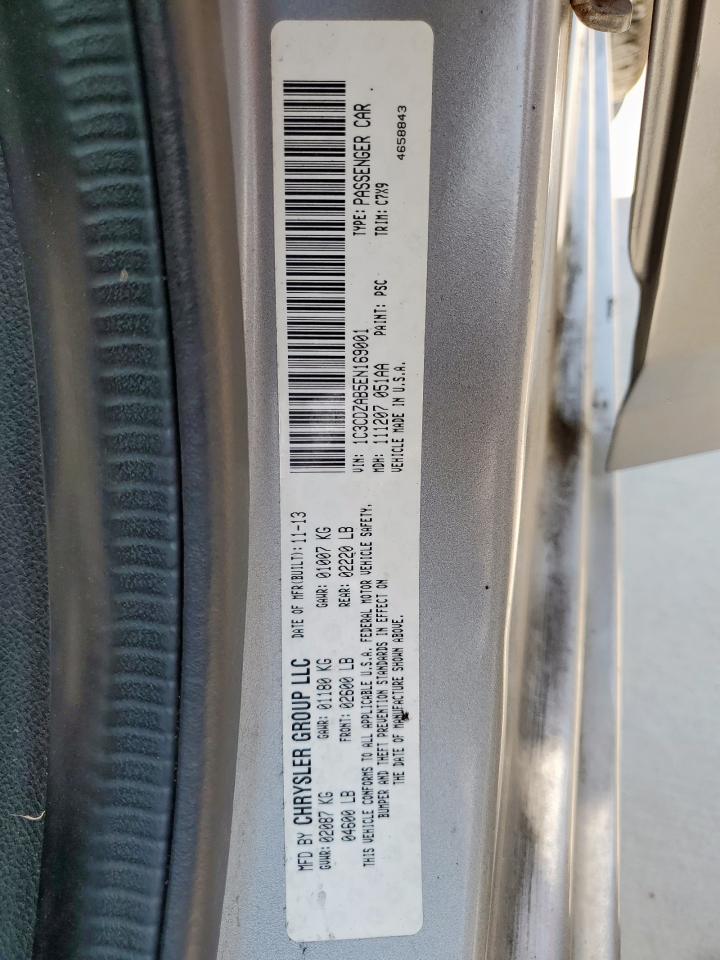 MFD BY CHRYSLER GROUP LLC DATE OF MFR(BUILT): 11-13
GVWR: 02087 KG GAWR: 01180 KG GAWR: 01007 KG
04600 LB FRONT: 02600 LB REAR: 02220 LB
THIS VEHICLE CONFORMS TO ALL APPLICABLE U.S.A. FEDERAL MOTOR VEHICLE SAFETY,
BUMPER AND THEFT PREVENTION STANDARDS IN EFFECT ON
THE DATE OF MANUFACTURE SHOWN ABOVE.
VIN: 1C3CDZAB5EN169001 TYPE: PASSENGER CAR
MDH: 111207 051AA PAINT: PSC TRIM: C7X9
VEHICLE MADE IN U.S.A. 4658843